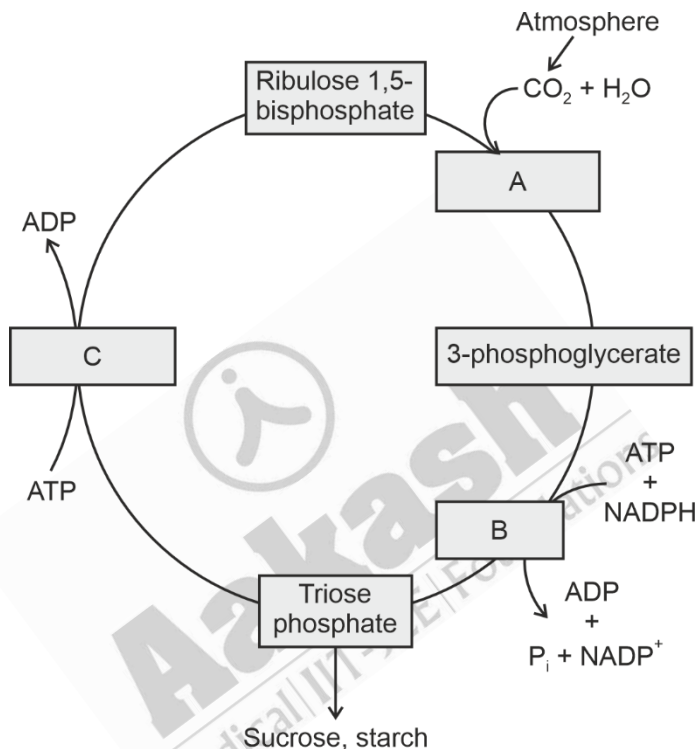 Atmosphere
Ribulose 1,5-
bisphosphate
CO₂ + H₂O
A
ADP
C
3-phosphoglycerate
ATP
ATP
+
NADPH
B
Triose
phosphate
ADP
+
Pᵢ + NADP⁺
Sucrose, starch
Aakash
Medical|IIT-JEE|Foundations